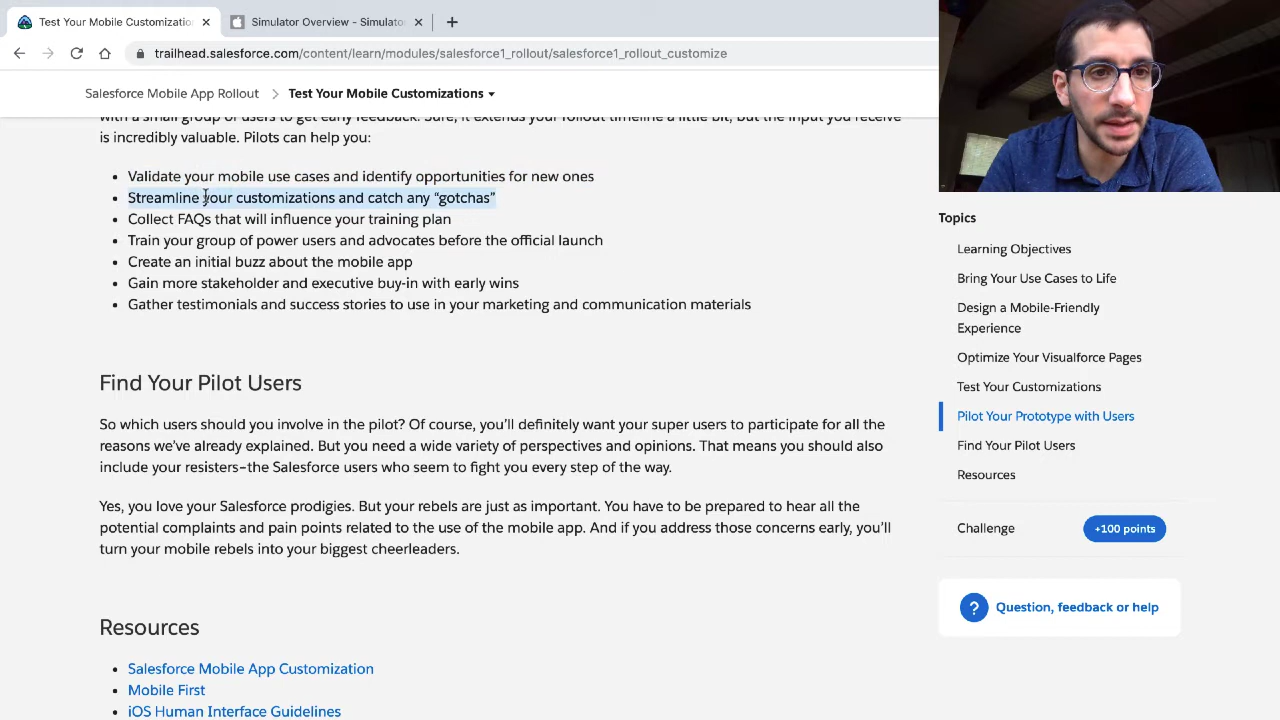 Test Your Mobile Customization
Simulator Overview - Simulato
trailhead.salesforce.com/content/learn/modules/salesforce1_rollout/salesforce1_rollout_customize
Salesforce Mobile App Rollout
Test Your Mobile Customizations
with a small group of users to get early feedback. Sure, it extends your rollout timeline a little bit, but the input you receive
is incredibly valuable. Pilots can help you:
Validate your mobile use cases and identify opportunities for new ones
Streamline your customizations and catch any “gotchas”
Collect FAQs that will influence your training plan
Train your group of power users and advocates before the official launch
Create an initial buzz about the mobile app
Gain more stakeholder and executive buy-in with early wins
Gather testimonials and success stories to use in your marketing and communication materials
Find Your Pilot Users
So which users should you involve in the pilot? Of course, you’ll definitely want your super users to participate for all the
reasons we’ve already explained. But you need a wide variety of perspectives and opinions. That means you should also
include your resisters–the Salesforce users who seem to fight you every step of the way.
Yes, you love your Salesforce prodigies. But your rebels are just as important. You have to be prepared to hear all the
potential complaints and pain points related to the use of the mobile app. And if you address those concerns early, you’ll
turn your mobile rebels into your biggest cheerleaders.
Resources
Salesforce Mobile App Customization
Mobile First
iOS Human Interface Guidelines
Topics
Learning Objectives
Bring Your Use Cases to Life
Design a Mobile-Friendly
Experience
Optimize Your Visualforce Pages
Test Your Customizations
Pilot Your Prototype with Users
Find Your Pilot Users
Resources
Challenge
+100 points
? Question, feedback or help